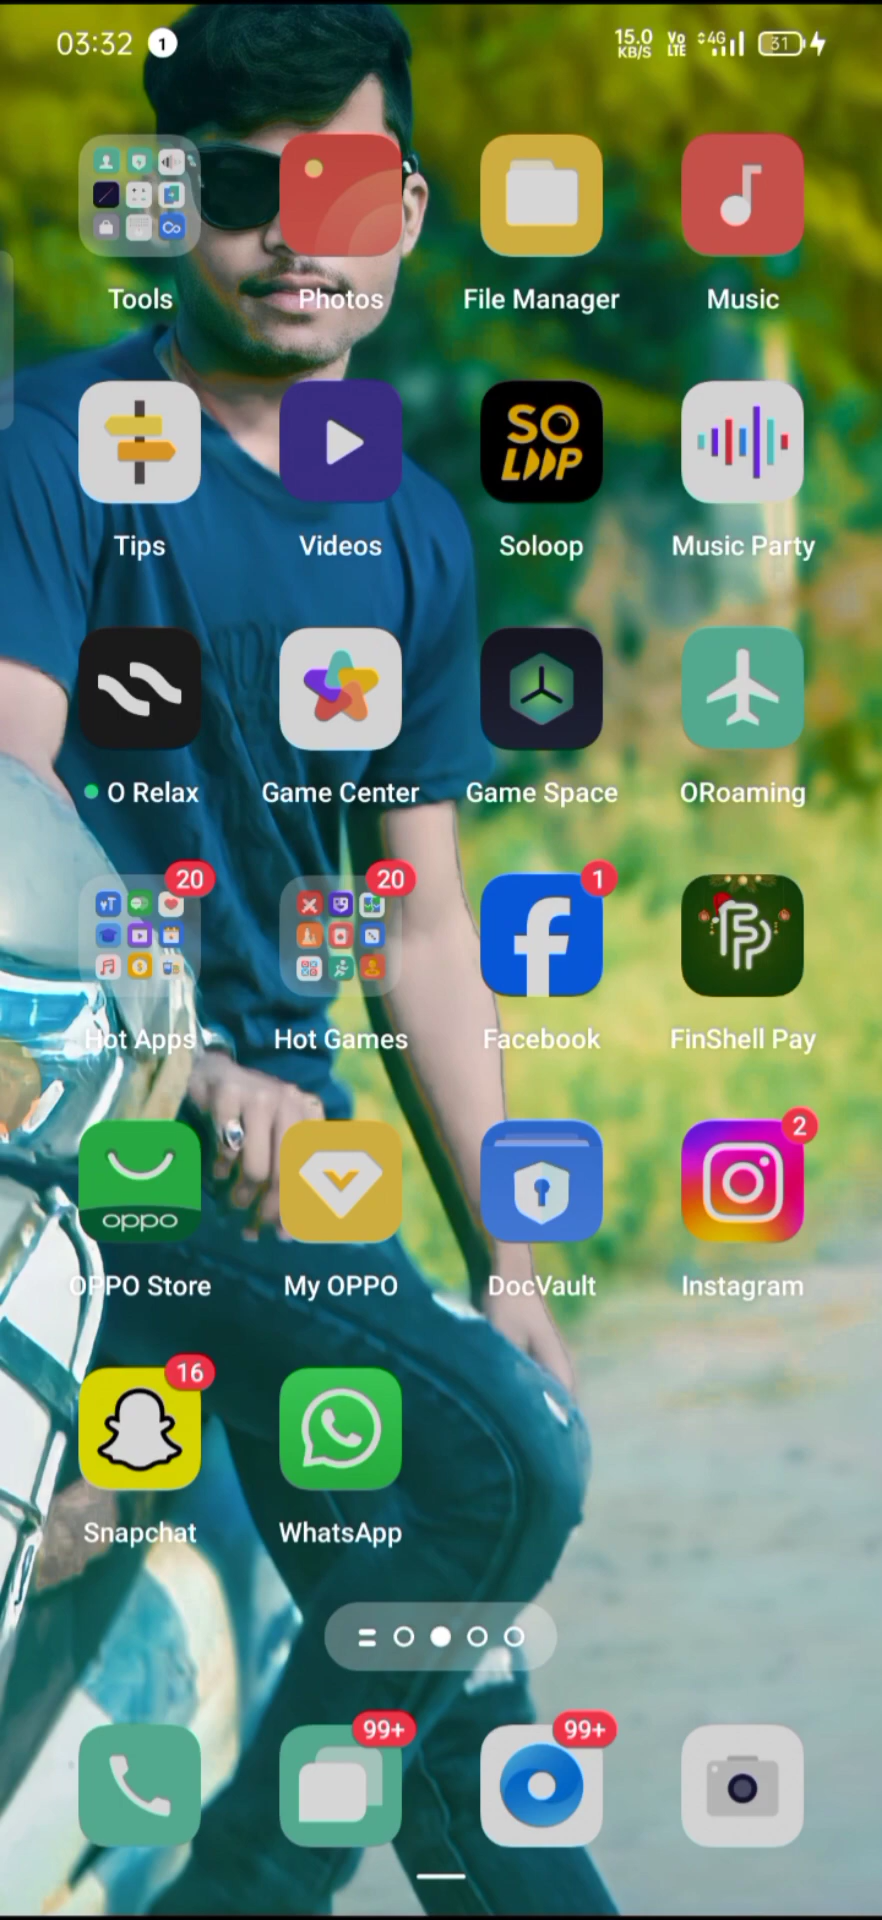 03:32 1 15.0 KB/S Vo LTE 4G 31
Tools Photos File Manager Music
SO
LOOP
Tips Videos Soloop Music Party
O Relax Game Center Game Space ORoaming
20 20 1
Hot Apps Hot Games Facebook FinShell Pay
2
oppo
OPPO Store My OPPO DocVault Instagram
16
Snapchat WhatsApp
99+ 99+